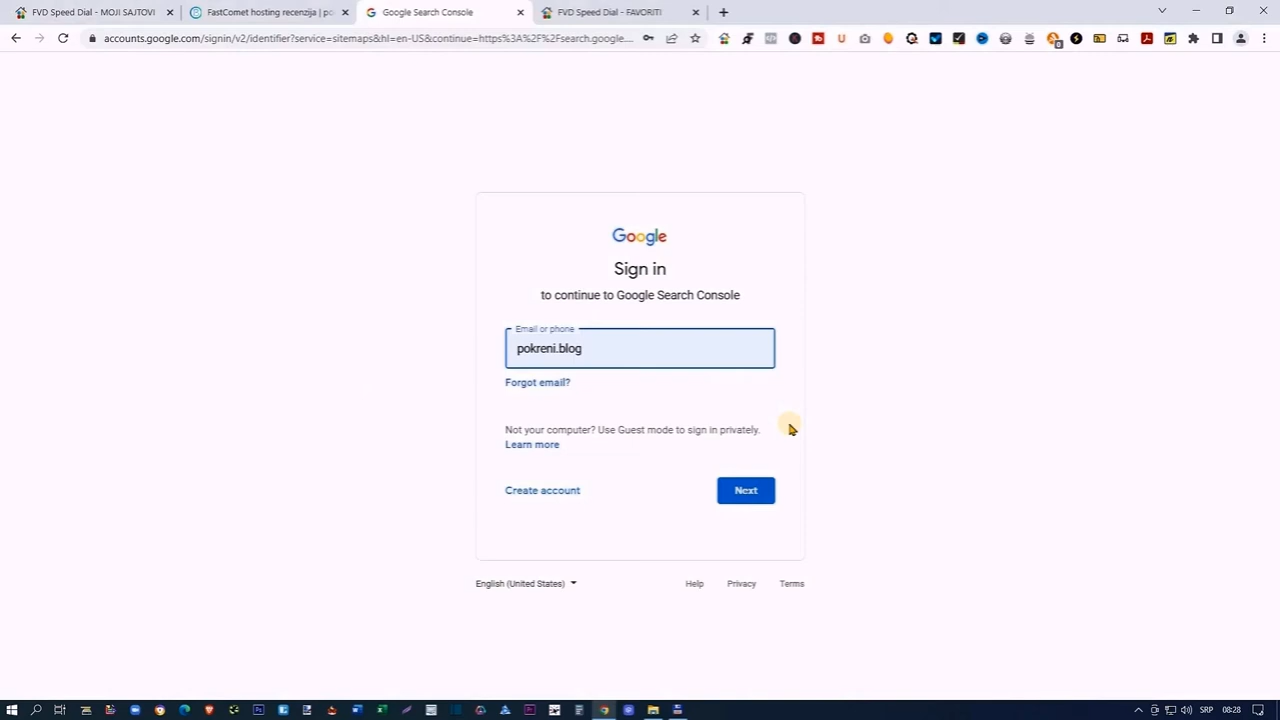 FVD Speed Dial - MOJI SAJTOVI
FastComet hosting recenzija | po
Google Search Console
FVD Speed Dial - FAVORITI
accounts.google.com/signin/v2/identifier?service=sitemaps&hl=en-US&continue=https%3A%2F%2Fsearch.google....
Google
Sign in
to continue to Google Search Console
Email or phone
pokreni.blog
Forgot email?
Not your computer? Use Guest mode to sign in privately.
Learn more
Create account
Next
English (United States)
Help
Privacy
Terms
SRP
08:28